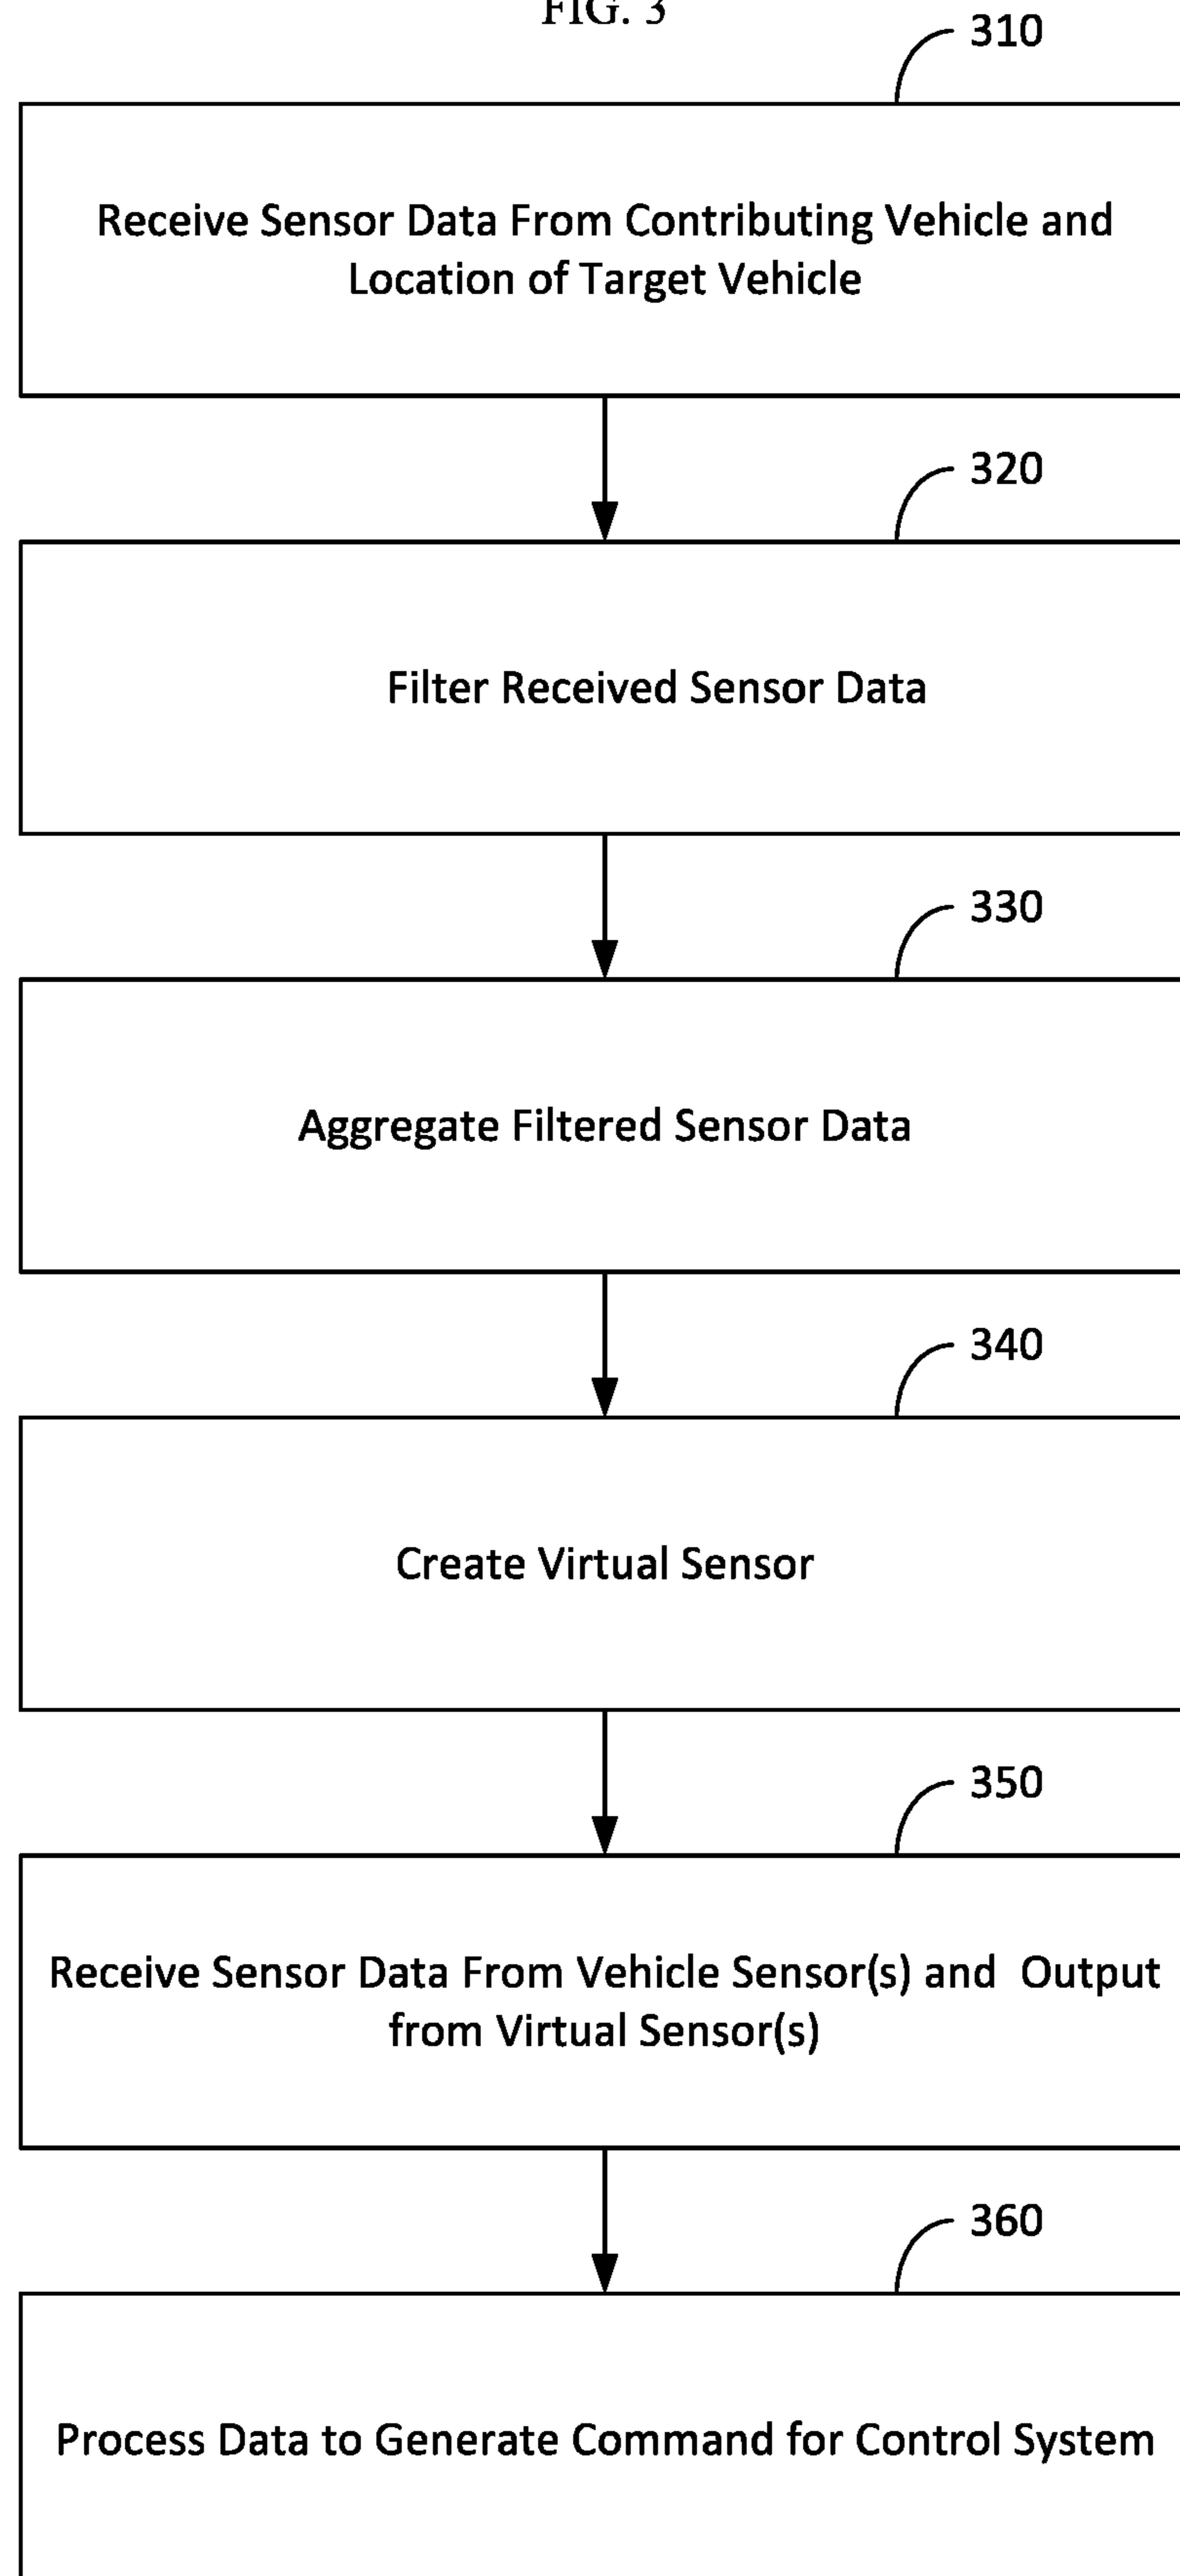 FIG. 3
310
Receive Sensor Data From Contributing Vehicle and
Location of Target Vehicle
320
Filter Received Sensor Data
330
Aggregate Filtered Sensor Data
340
Create Virtual Sensor
350
Receive Sensor Data From Vehicle Sensor(s) and  Output
from Virtual Sensor(s)
360
Process Data to Generate Command for Control System